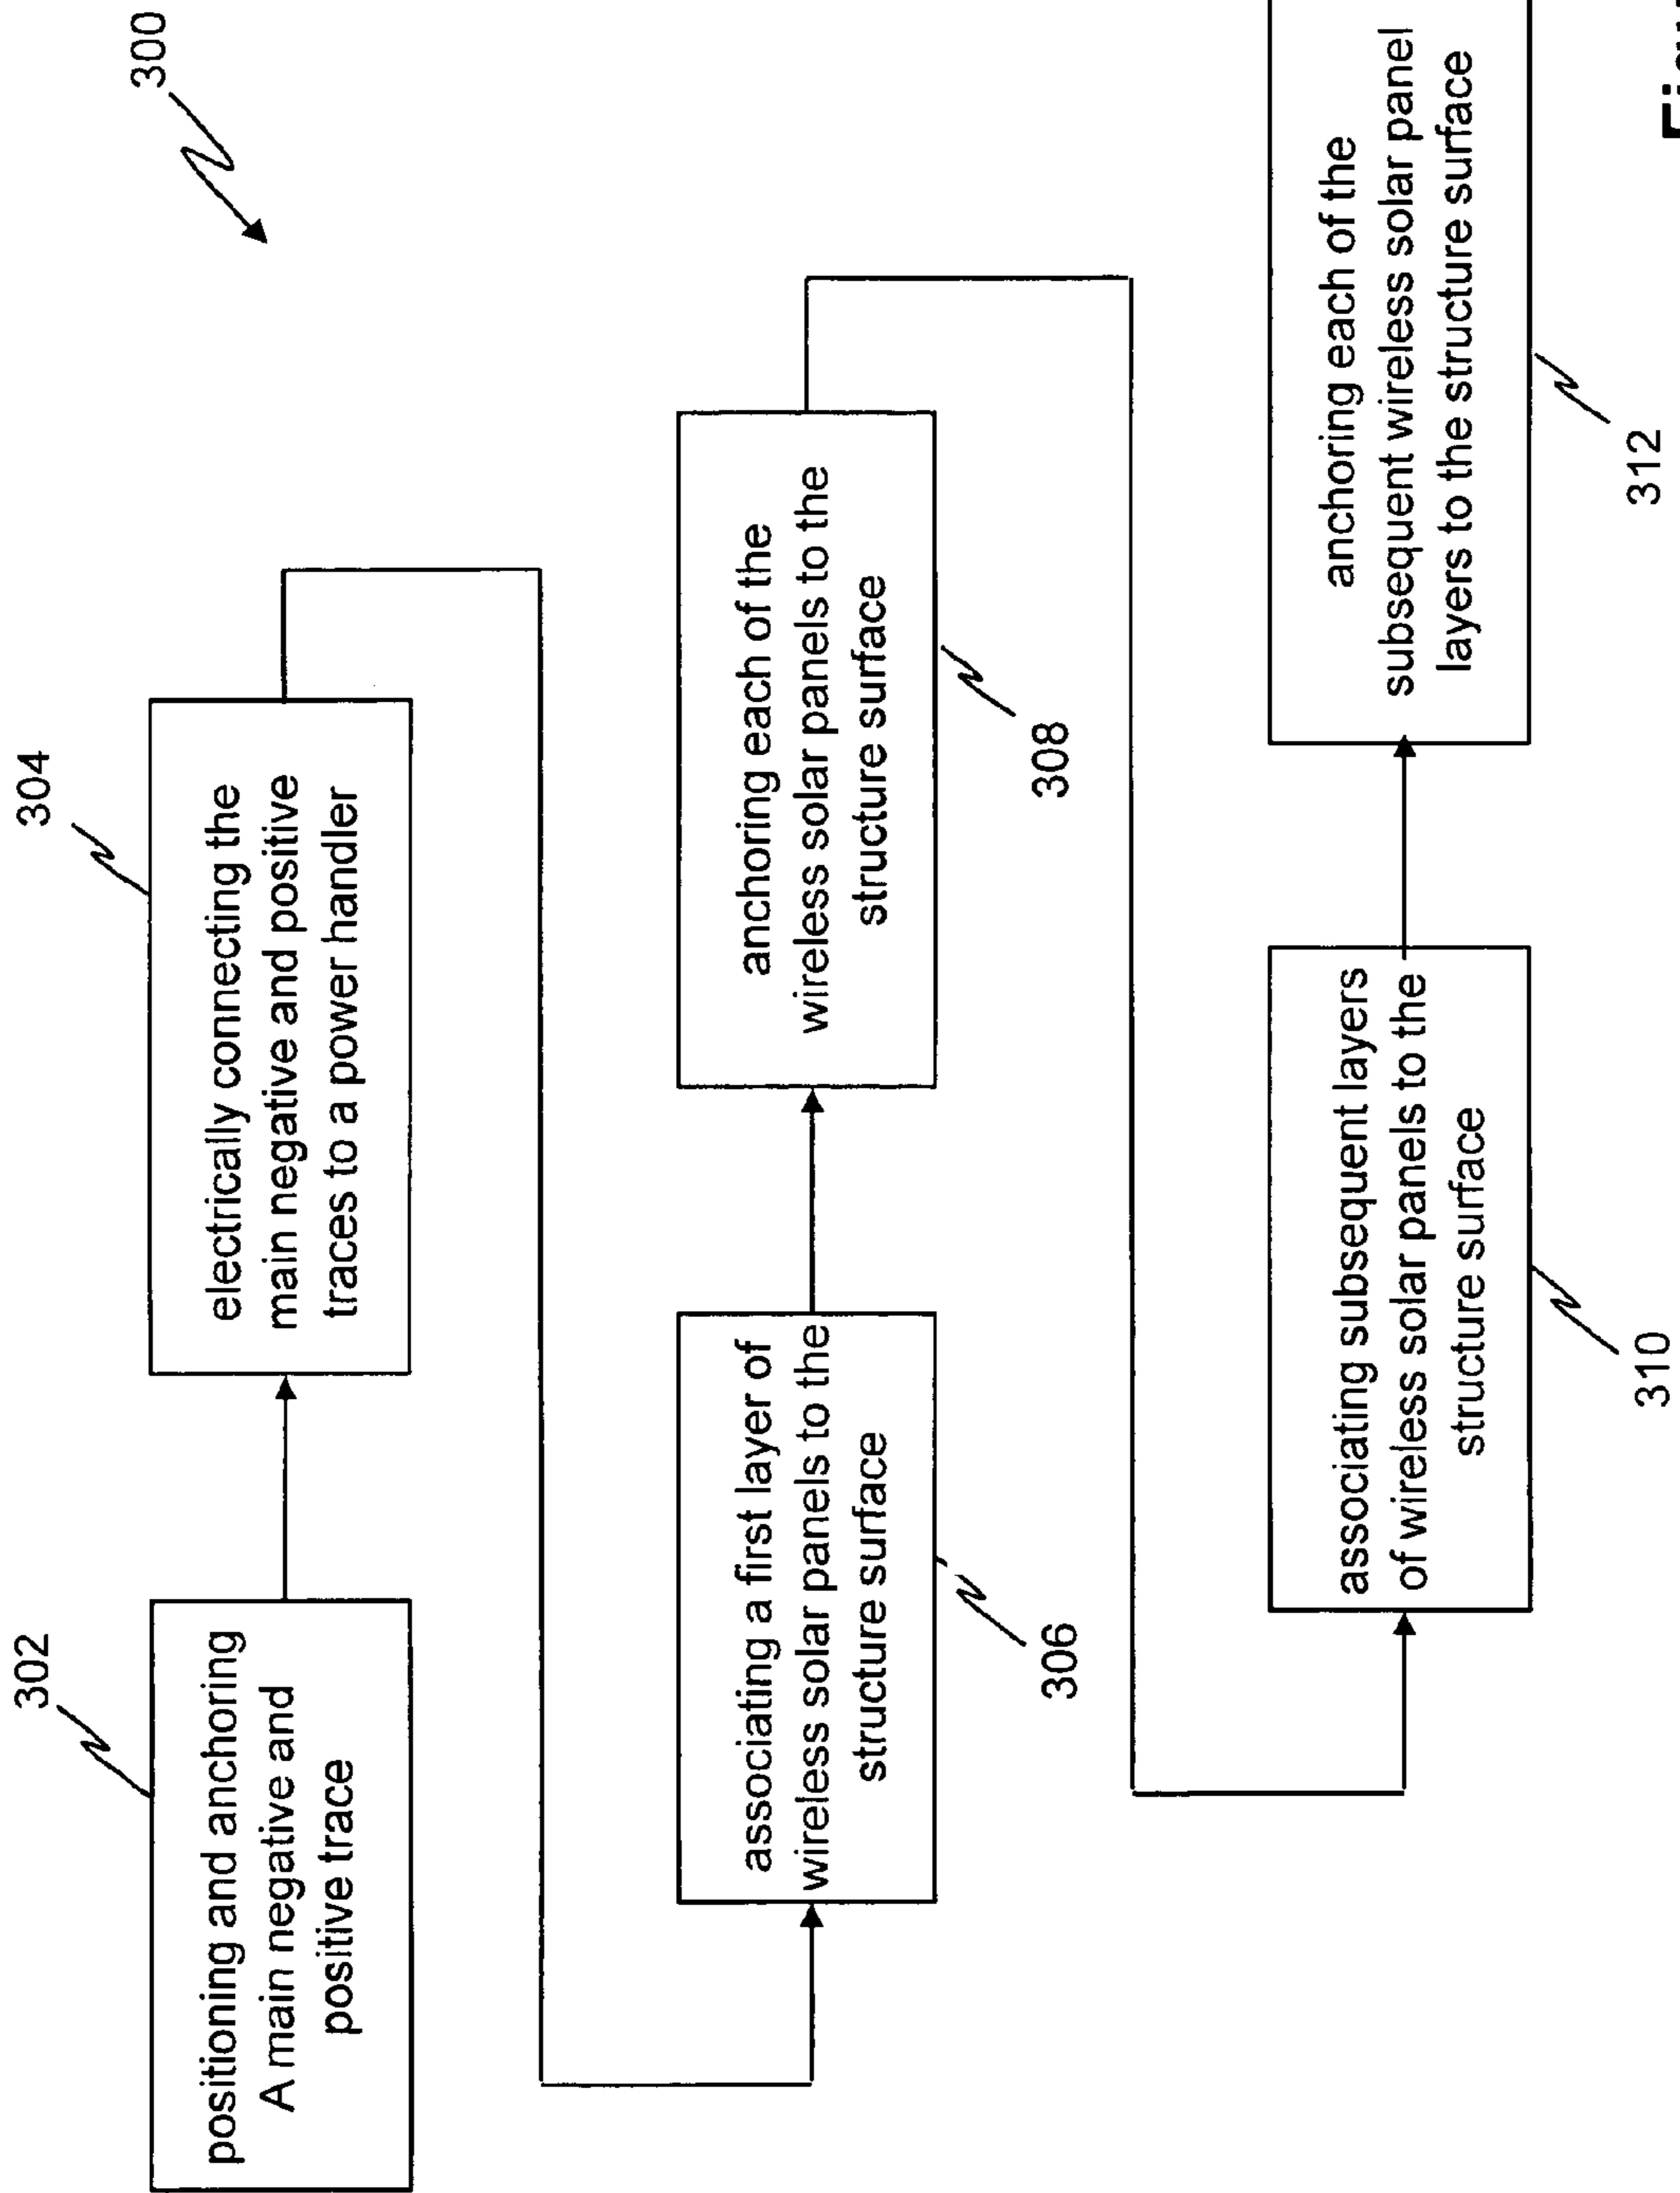 300
302
positioning and anchoring
A main negative and
positive trace
304
electrically connecting the
main negative and positive
traces to a power handler
306
associating a first layer of
wireless solar panels to the
structure surface
308
anchoring each of the
wireless solar panels to the
structure surface
310
associating subsequent layers
of wireless solar panels to the
structure surface
312
anchoring each of the
subsequent wireless solar panel
layers to the structure surface